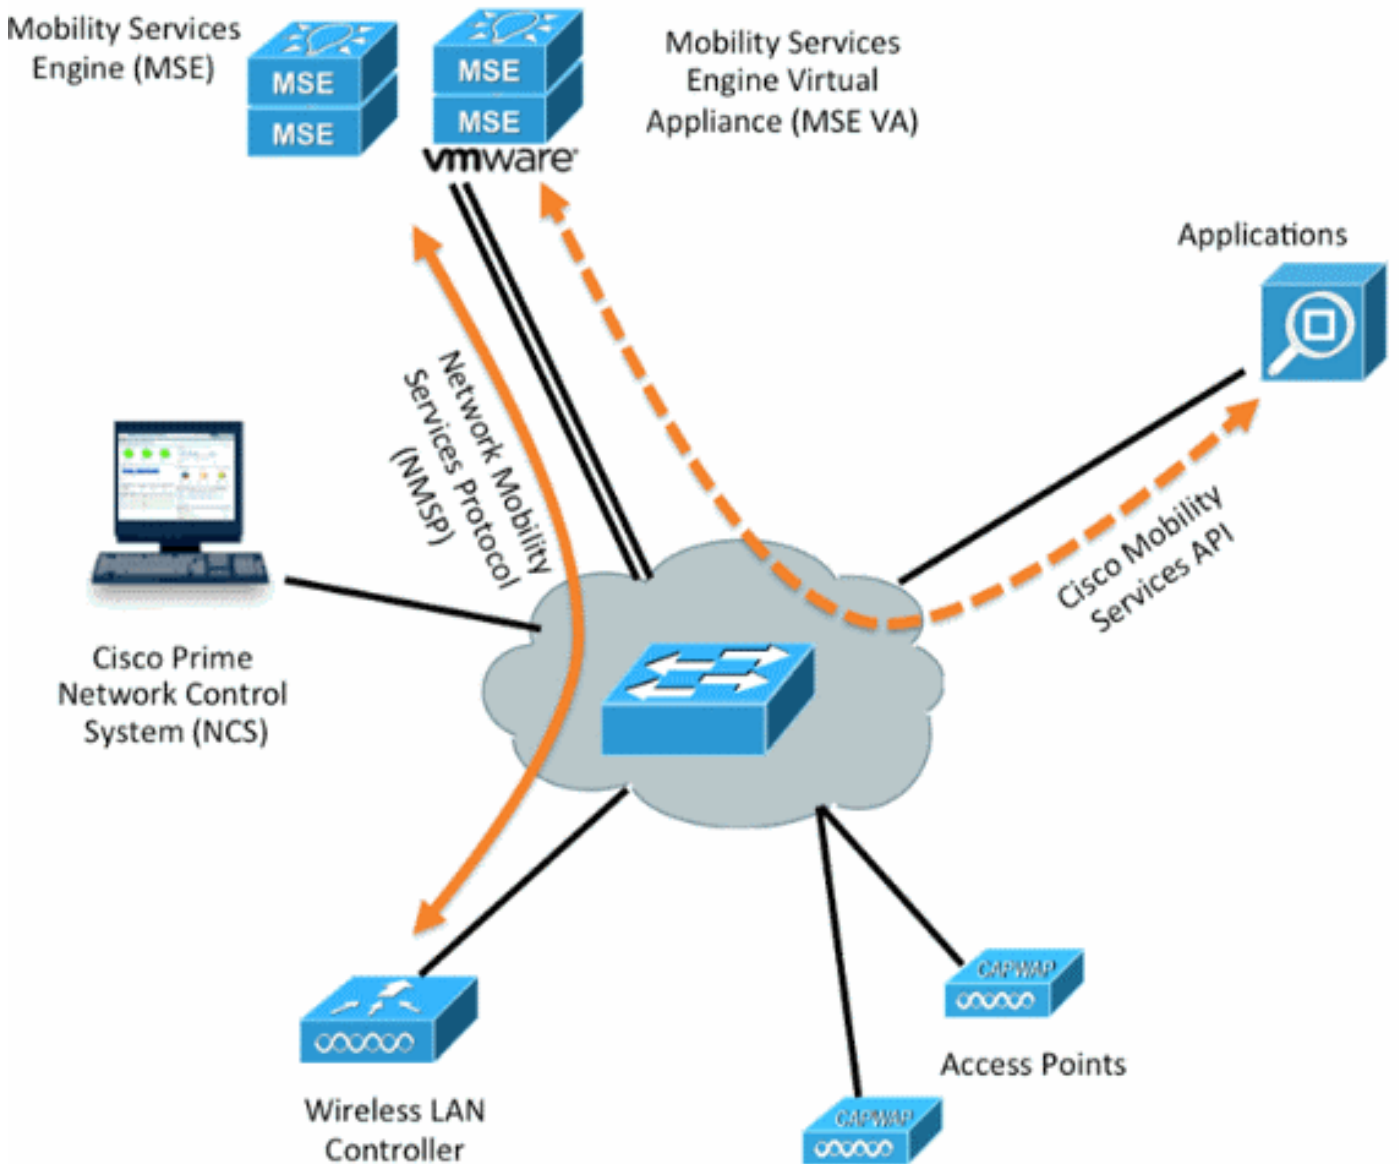 Mobility Services
Engine (MSE)
MSE
MSE
MSE
MSE
vmware
Mobility Services
Engine Virtual
Appliance (MSE VA)
Applications
Network Mobility
Services Protocol
(NMSP)
Cisco Mobility
Services API
Cisco Prime
Network Control
System (NCS)
CAPWAP
Access Points
Wireless LAN
Controller
CAPWAP